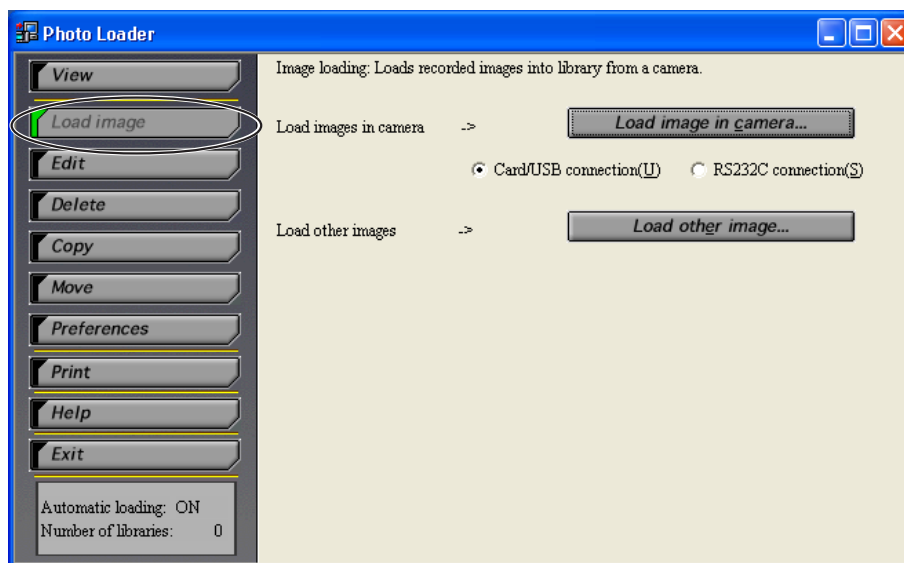 Photo Loader
View
Load image
Edit
Delete
Copy
Move
Preferences
Print
Help
Exit
Automatic loading: ON
Number of libraries: 0
Image loading: Loads recorded images into library from a camera.
Load images in camera -> Load image in camera...
Card/USB connection(U) RS232C connection(S)
Load other images -> Load other image...